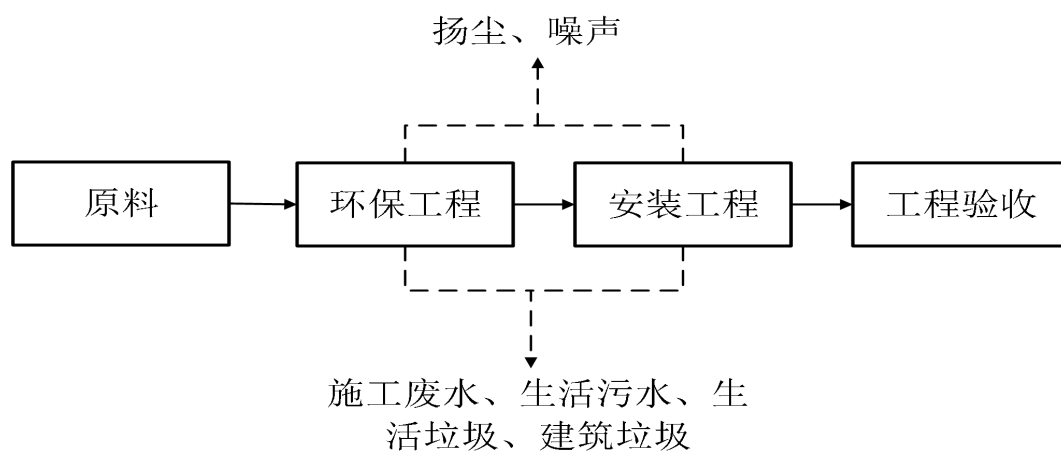 扬尘、噪声
原料
环保工程
安装工程
工程验收
施工废水、生活污水、生
活垃圾、建筑垃圾